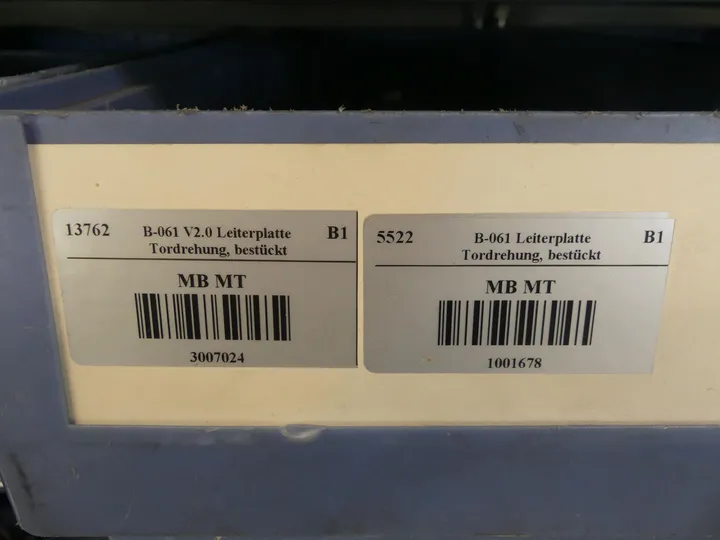 13762 B-061 V2.0 Leiterplatte B1
Tordrehung, bestückt
MB MT
3007024
5522 B-061 Leiterplatte B1
Tordrehung, bestückt
MB MT
1001678